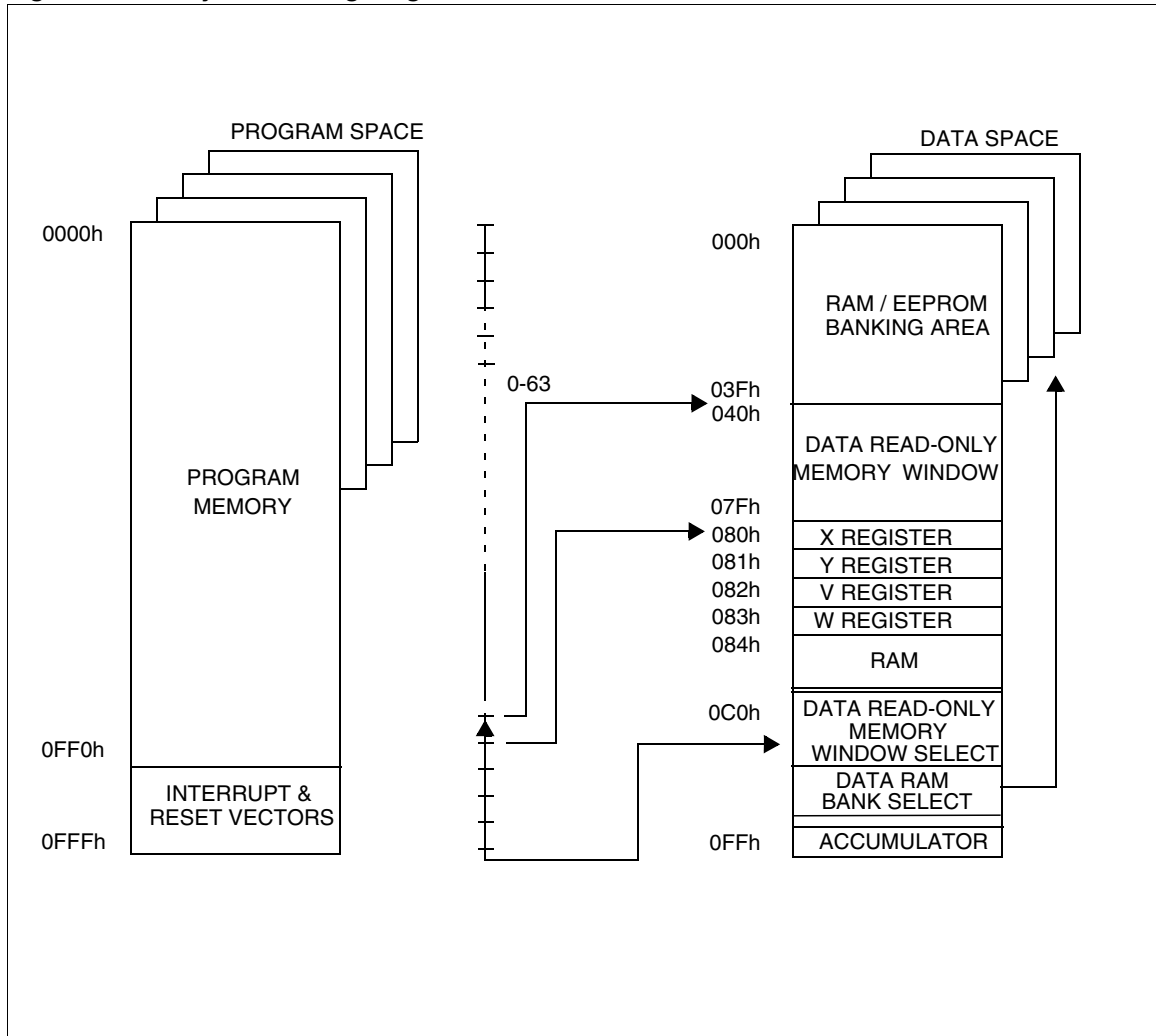 PROGRAM SPACE
0000h
PROGRAM
MEMORY
0FF0h
INTERRUPT &
RESET VECTORS
0FFFh
0-63
DATA SPACE
000h
RAM / EEPROM
BANKING AREA
03Fh
040h
DATA READ-ONLY
MEMORY WINDOW
07Fh
080h
X REGISTER
081h
Y REGISTER
082h
V REGISTER
083h
W REGISTER
084h
RAM
0C0h
DATA READ-ONLY
MEMORY
WINDOW SELECT
DATA RAM
BANK SELECT
0FFh
ACCUMULATOR